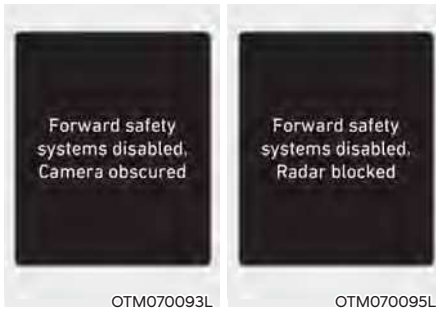 Forward safety
systems disabled.
Camera obscured
OTM070093L
Forward safety
systems disabled.
Radar blocked
OTM070095L